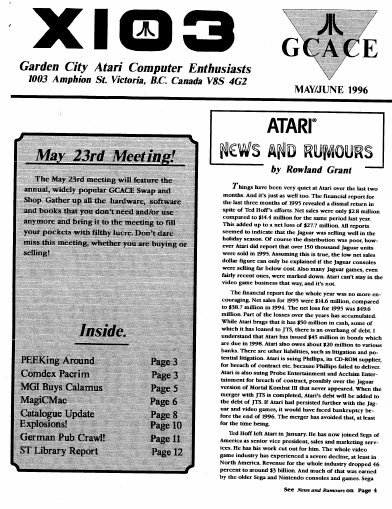 XIO3
GCACE
Garden City Atari Computer Enthusiasts
1003 Amphion St. Victoria, B.C. Canada V8S 4G2
MAY/JUNE 1996
May 23rd Meeting!
The May 23rd meeting will feature the
annual, widely popular GCACE Swap and
Shop Gather up all the hardware, software
and books that you don't need and/or use
anymore and bring it to the meeting to fill
your pockets with filthy lucre. Don't dare
miss this meeting, whether you are buying or
selling!
Inside.
PEEKing Around Page 3
Comdex Pacrim Page 3
MGI Buys Calamus Page 5
MagiCMac Page 6
Catalogue Update Page 8
Explosions! Page 10
German Pub Crawl! Page 11
ST Library Report Page 12
ATARI®
NEWS AND RUMOURS
by Rowland Grant
Things have been very quiet at Atari over the last two
months. And it's just as well too. The financial report for
the last three months of 1995 revealed a dismal return in
spite of Ted Hoff's efforts. Net sales were only $2.8 million
compared to $14.4 million for the same period last year.
This added up to a net loss of $27.7 million. All reports
seemed to indicate that the Jaguar was selling well in the
holiday season. Of course the distribution was poor, how-
ever Atari did report that over 150 thousand Jaguar units
were sold in 1995. Assuming this is true, the low net sales
dollar figure can only be explained if the Jaguar consoles
were selling far below cost. Also many Jaguar games, even
fairly recent ones, were marked down. Atari can't stay in the
video game business that way, and it's not.
The financial report for the whole year was no more en-
couraging. Net sales for 1995 were $14.6 million, compared
to $38.7 million in 1994. The net loss for 1995 was $49.6
million. Part of the losses over the years has accumulated.
While Atari brags that it has $50 million in cash, some of
which it has loaned to JTS, there is an overhang of debt. I
understand that Atari has issued $45 million in bonds which
are due in 1998. Atari also owes about $20 million to various
banks. There are other liabilities, such as litigation and po-
tential litigation. Atari is suing Phillips, its CD-ROM supplier,
for breach of contract etc. because Phillips failed to deliver.
Atari is also suing Probe Entertainment and Acclaim Enter-
tainment for breach of contract, possibly over the Jaguar
version of Mortal Kombat III that never appeared. When the
merger with JTS is completed, Atari's debt will be added to
the debt of JTS. If Atari had persisted further with the Jag-
uar and video games, it would have faced bankruptcy be-
fore the end of 1996. The merger has avoided that, at least
for the time being.
Ted Hoff left Atari in January. He has now joined Sega of
America as senior vice president, sales and marketing serv-
ices. He has his work cut out for him. The whole video
game industry has experienced a severe decline, at least in
North America. Revenue for the whole industry dropped 46
percent to around $3 billion. And much of that was earned
by the older Sega and Nintendo consoles and games. Sega
See News and Rumours on Page 4